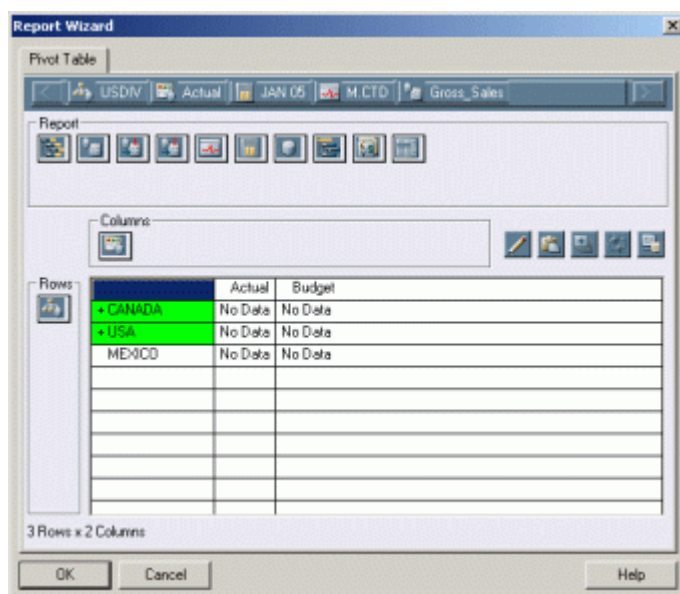 Report Wizard
Pivot Table
USDIV Actual JAN 05 M.CTD Gross_Sales
Report
Columns
Rows
Actual Budget
+ CANADA No Data No Data
+ USA No Data No Data
MEXICO No Data No Data
3 Rows x 2 Columns
OK Cancel Help